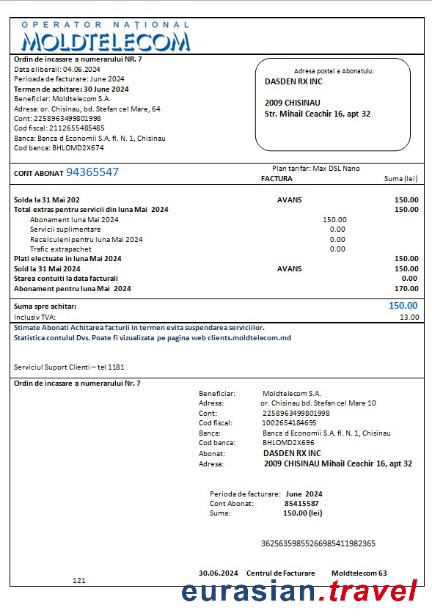 OPERATOR NAȚIONAL
MOLDTELECOM
Ordin de incasare a numerarului NR. 7
Data eliberaii: 04.06.2024
Perioada de facturare: June 2024
Termen de achitare: 30 June 2024
Beneficiar: Moldtelecom S.A.
Adresa: or. Chisinau, bd. Stefan cel Mare, 64
Cont: 2258963499801998
Cod fiscal: 2112655485485
Banca: Banca d Economii S.A. fl. N. 1, Chisinau
Cod banca: BHLOMD2X674
Adresa postal a Abonatulu:
DASDEN RX INC
2009 CHISINAU
Str. Mihail Ceachir 16, apt 32
CONT ABONAT 94365547
Plan tarifar: Max DSL Nano
FACTURA Suma (lei)
Solda la 31 Mai 202 AVANS 150.00
Total extras pentru servicii din luna Mai 2024 150.00
Abonament luna Mai 2024 150.00
Servicii suplimentare 0.00
Recelculeni pentru luna Mai 2024 0.00
Trafic extrapachet 0.00
Plati electuate in luna Mai 2024 150.00
Sold la 31 Mai 2024 AVANS 150.00
Starea contuiti la data facturali 0.00
Abonament pentru luna Mai 2024 170.00
Suma spre achitar: 150.00
Inclusiv TVA: 13.00
Stimate Abonati Achitarea facturii in termen evita suspendarea serviciilor.
Statistica contului Dvs. Poate fi vizualizata pe pagina web clients.moldtelecom.md
Serviciul Suport Clienti – tel 1181
Ordin de incasare a numerarului Nr. 7
Beneficiar: Moldtelecom S.A.
Adresa: or. Chisinau bd. Stefan cel Mare 10
Cont: 2258963499801998
Cod fiscal: 1002654184695
Banca: Banca d Economii S.A. fl. N. 1, Chisinau
Cod banca: BHLOMD2X696
Abonat: DASDEN RX INC
Adresa: 2009 CHISINAU Mihail Ceachir 16, apt 32
Perioda de facturare: June 2024
Cont Abonat: 85415587
Suma: 150.00 (lei)
36256359855266985411982365
121
30.06.2024 Centrul de Facturare Moldtelecom 63
eurasian.travel